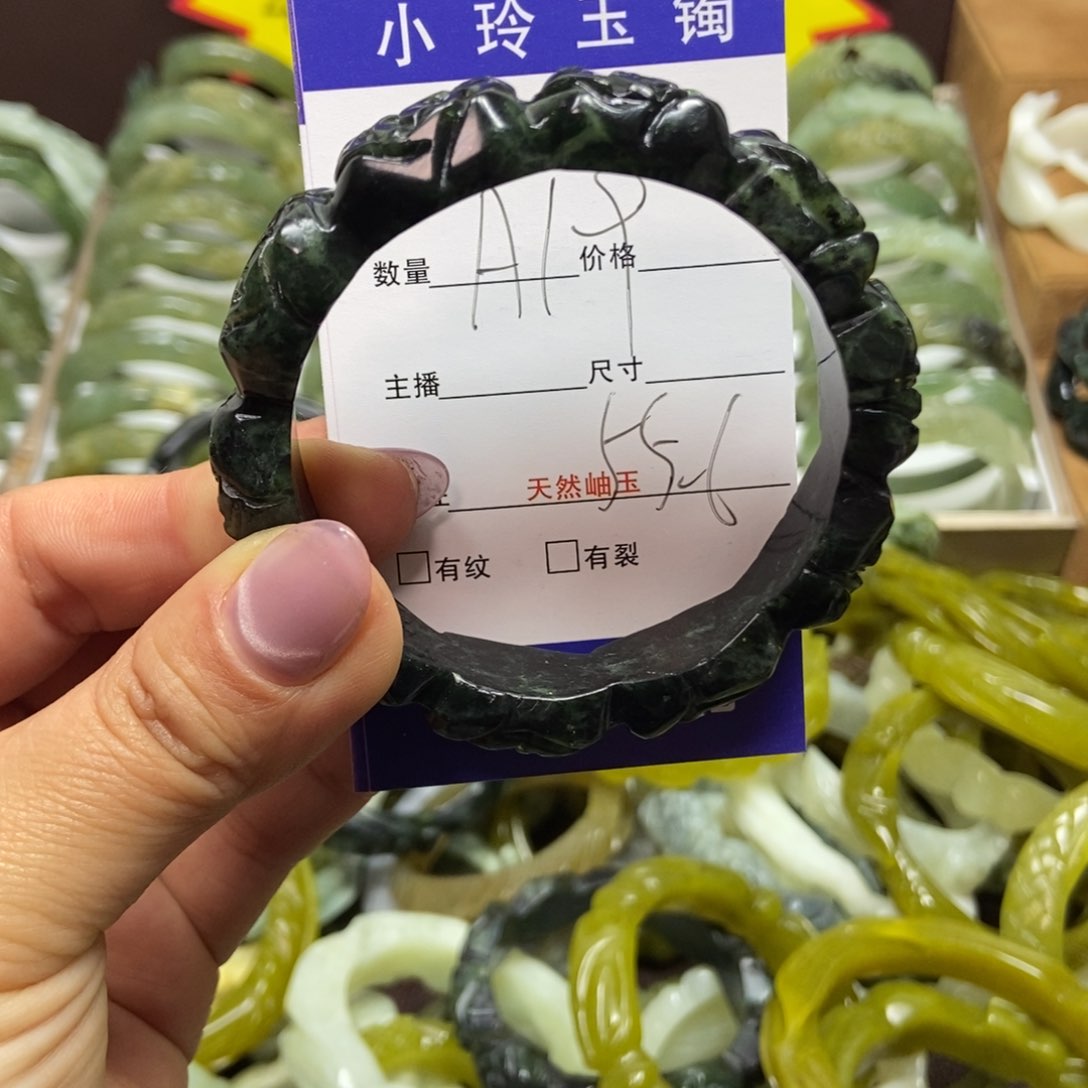 小玲玉镯
数量 A19 价格
主播 尺寸
55.6
天然岫玉
有纹 有裂